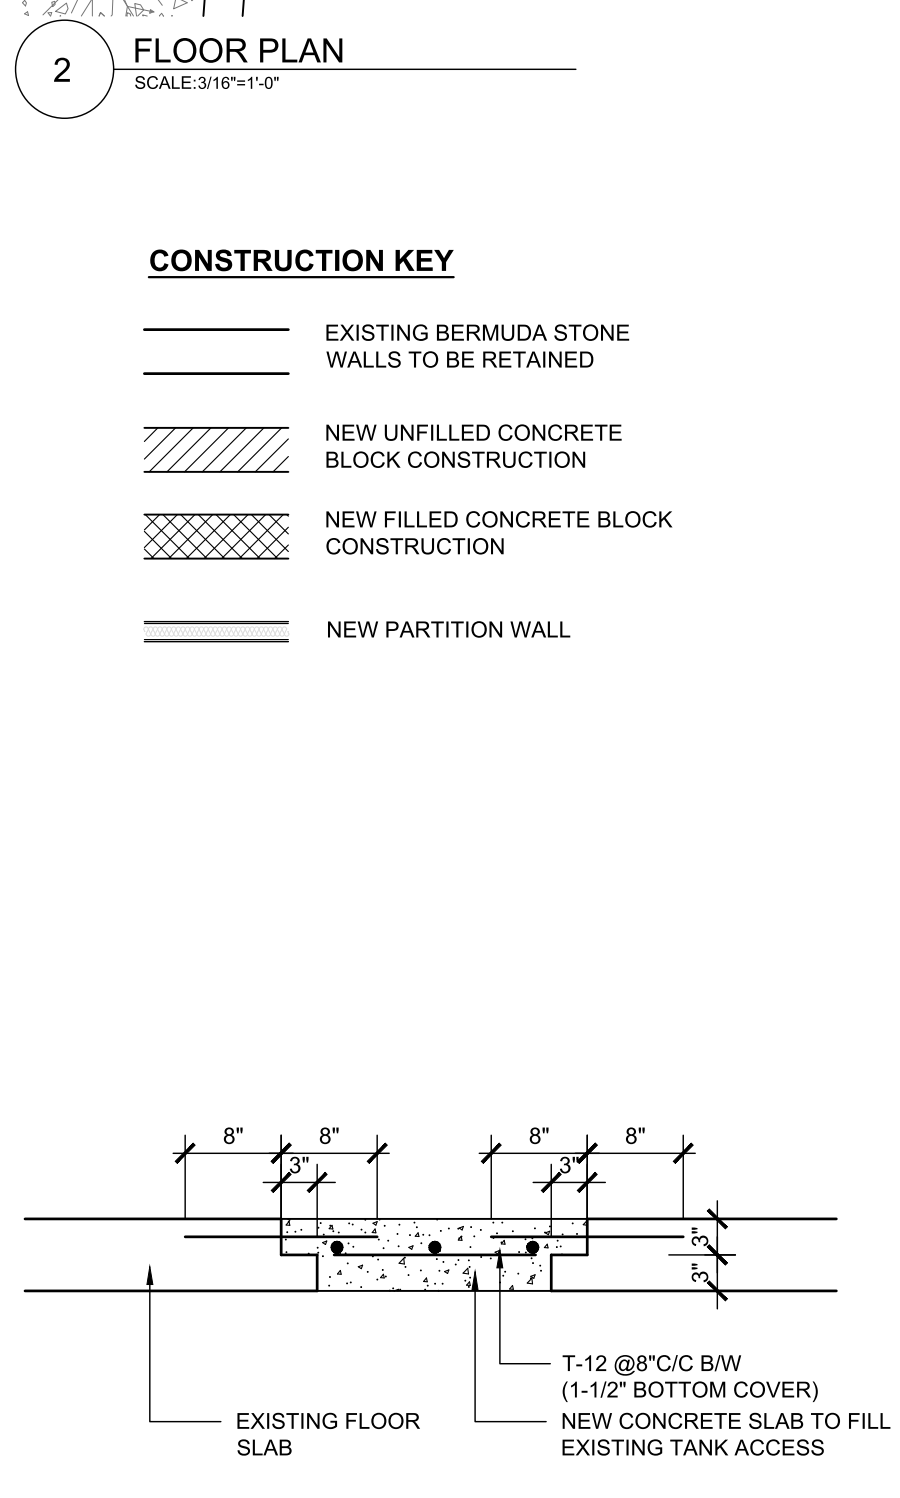 2
FLOOR PLAN
SCALE:3/16"=1'-0"
CONSTRUCTION KEY
EXISTING BERMUDA STONE
WALLS TO BE RETAINED
NEW UNFILLED CONCRETE
BLOCK CONSTRUCTION
NEW FILLED CONCRETE BLOCK
CONSTRUCTION
NEW PARTITION WALL
8" 8" 8" 8"
3" 3"
3"
3"
T-12 @8"C/C B/W
(1-1/2" BOTTOM COVER)
EXISTING FLOOR
SLAB
NEW CONCRETE SLAB TO FILL
EXISTING TANK ACCESS